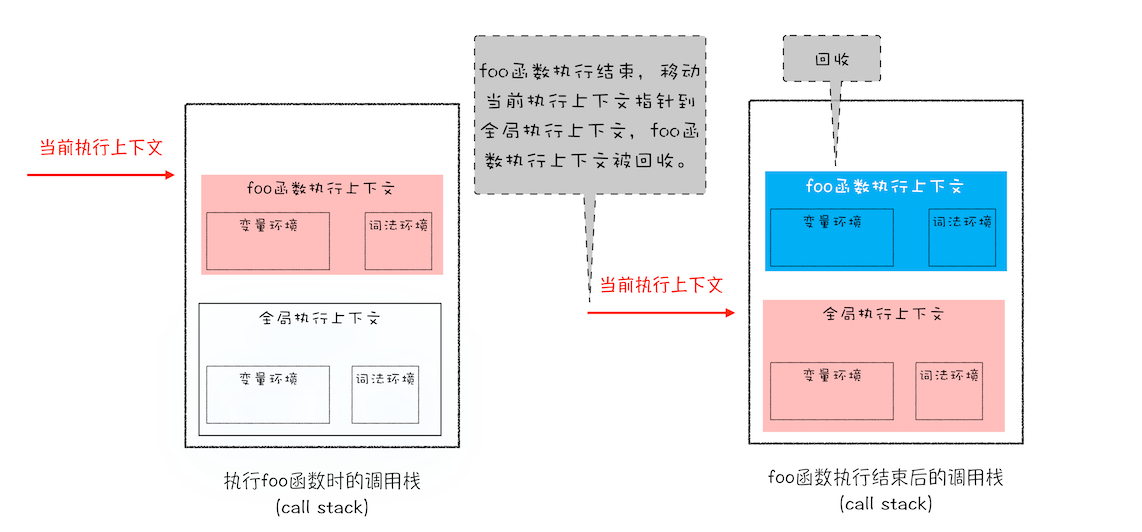 当前执行上下文
foo函数执行上下文
变量环境
词法环境
全局执行上下文
变量环境
词法环境
执行foo函数时的调用栈
(call stack)
foo函数执行结束，移动
当前执行上下文指针到
全局执行上下文，foo函
数执行上下文被回收。
当前执行上下文
回收
foo函数执行上下文
变量环境
词法环境
全局执行上下文
变量环境
词法环境
foo函数执行结束后的调用栈
(call stack)